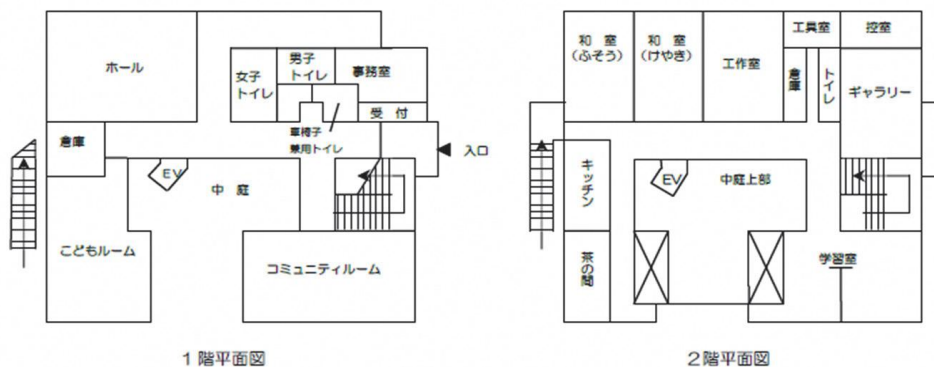 ホール
女子
トイレ
男子
トイレ
事務室
受 付
車椅子
兼用トイレ
入口
倉庫
EV
中 庭
こどもルーム
コミュニティルーム
1階平面図
和 室
(ふそう)
和 室
(けやき)
工作室
工具室
控室
倉庫
トイレ
ギャラリー
キッチン
EV
中庭上部
茶の間
学習室
2階平面図